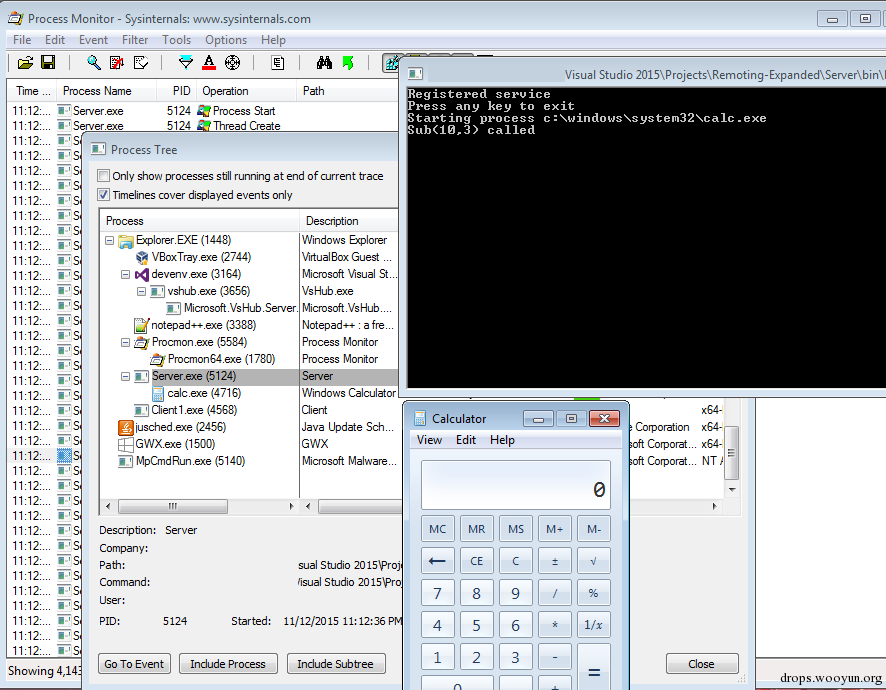 Process Monitor - Sysinternals: www.sysinternals.com
File Edit Event Filter Tools Options Help
Time ... Process Name PID Operation Path
11:12:... Server.exe 5124 Process Start
11:12:... Server.exe 5124 Thread Create
Visual Studio 2015\Projects\Remoting-Expanded\Server\bin\
Registered service
Press any key to exit
Starting process c:\windows\system32\calc.exe
Sub(10,3) called
Process Tree
Only show processes still running at end of current trace
Timelines cover displayed events only
Process Description
Explorer.EXE (1448) Windows Explorer
VBoxTray.exe (2744) VirtualBox Guest ...
devenv.exe (3164) Microsoft Visual St...
vshub.exe (3656) VsHub.exe
Microsoft.VsHub.Server. Microsoft.VsHub....
notepad++.exe (3388) Notepad++ : a fre...
Procmon.exe (5584) Process Monitor
Procmon64.exe (1780) Process Monitor
Server.exe (5124) Server
calc.exe (4716) Windows Calculator
Client1.exe (4568) Client x64-
jusched.exe (2456) Java Update Sch... e Corporation x64-
GWX.exe (1500) GWX soft Corporat... x64-
MpCmdRun.exe (5140) Microsoft Malware... soft Corporat... NT A
Description: Server
Company:
Path: sual Studio 2015\Proje
Command: /isual Studio 2015\Proj
User:
PID: 5124 Started: 11/12/2015 11:12:36 PM
Go To Event Include Process Include Subtree Close
Showing 4,143
Calculator
View Edit Help
0
MC MR MS M+ M-
← CE C ± √
7 8 9 / %
4 5 6 * 1/x
1 2 3 - =
0 . +
drops.wooyun.org